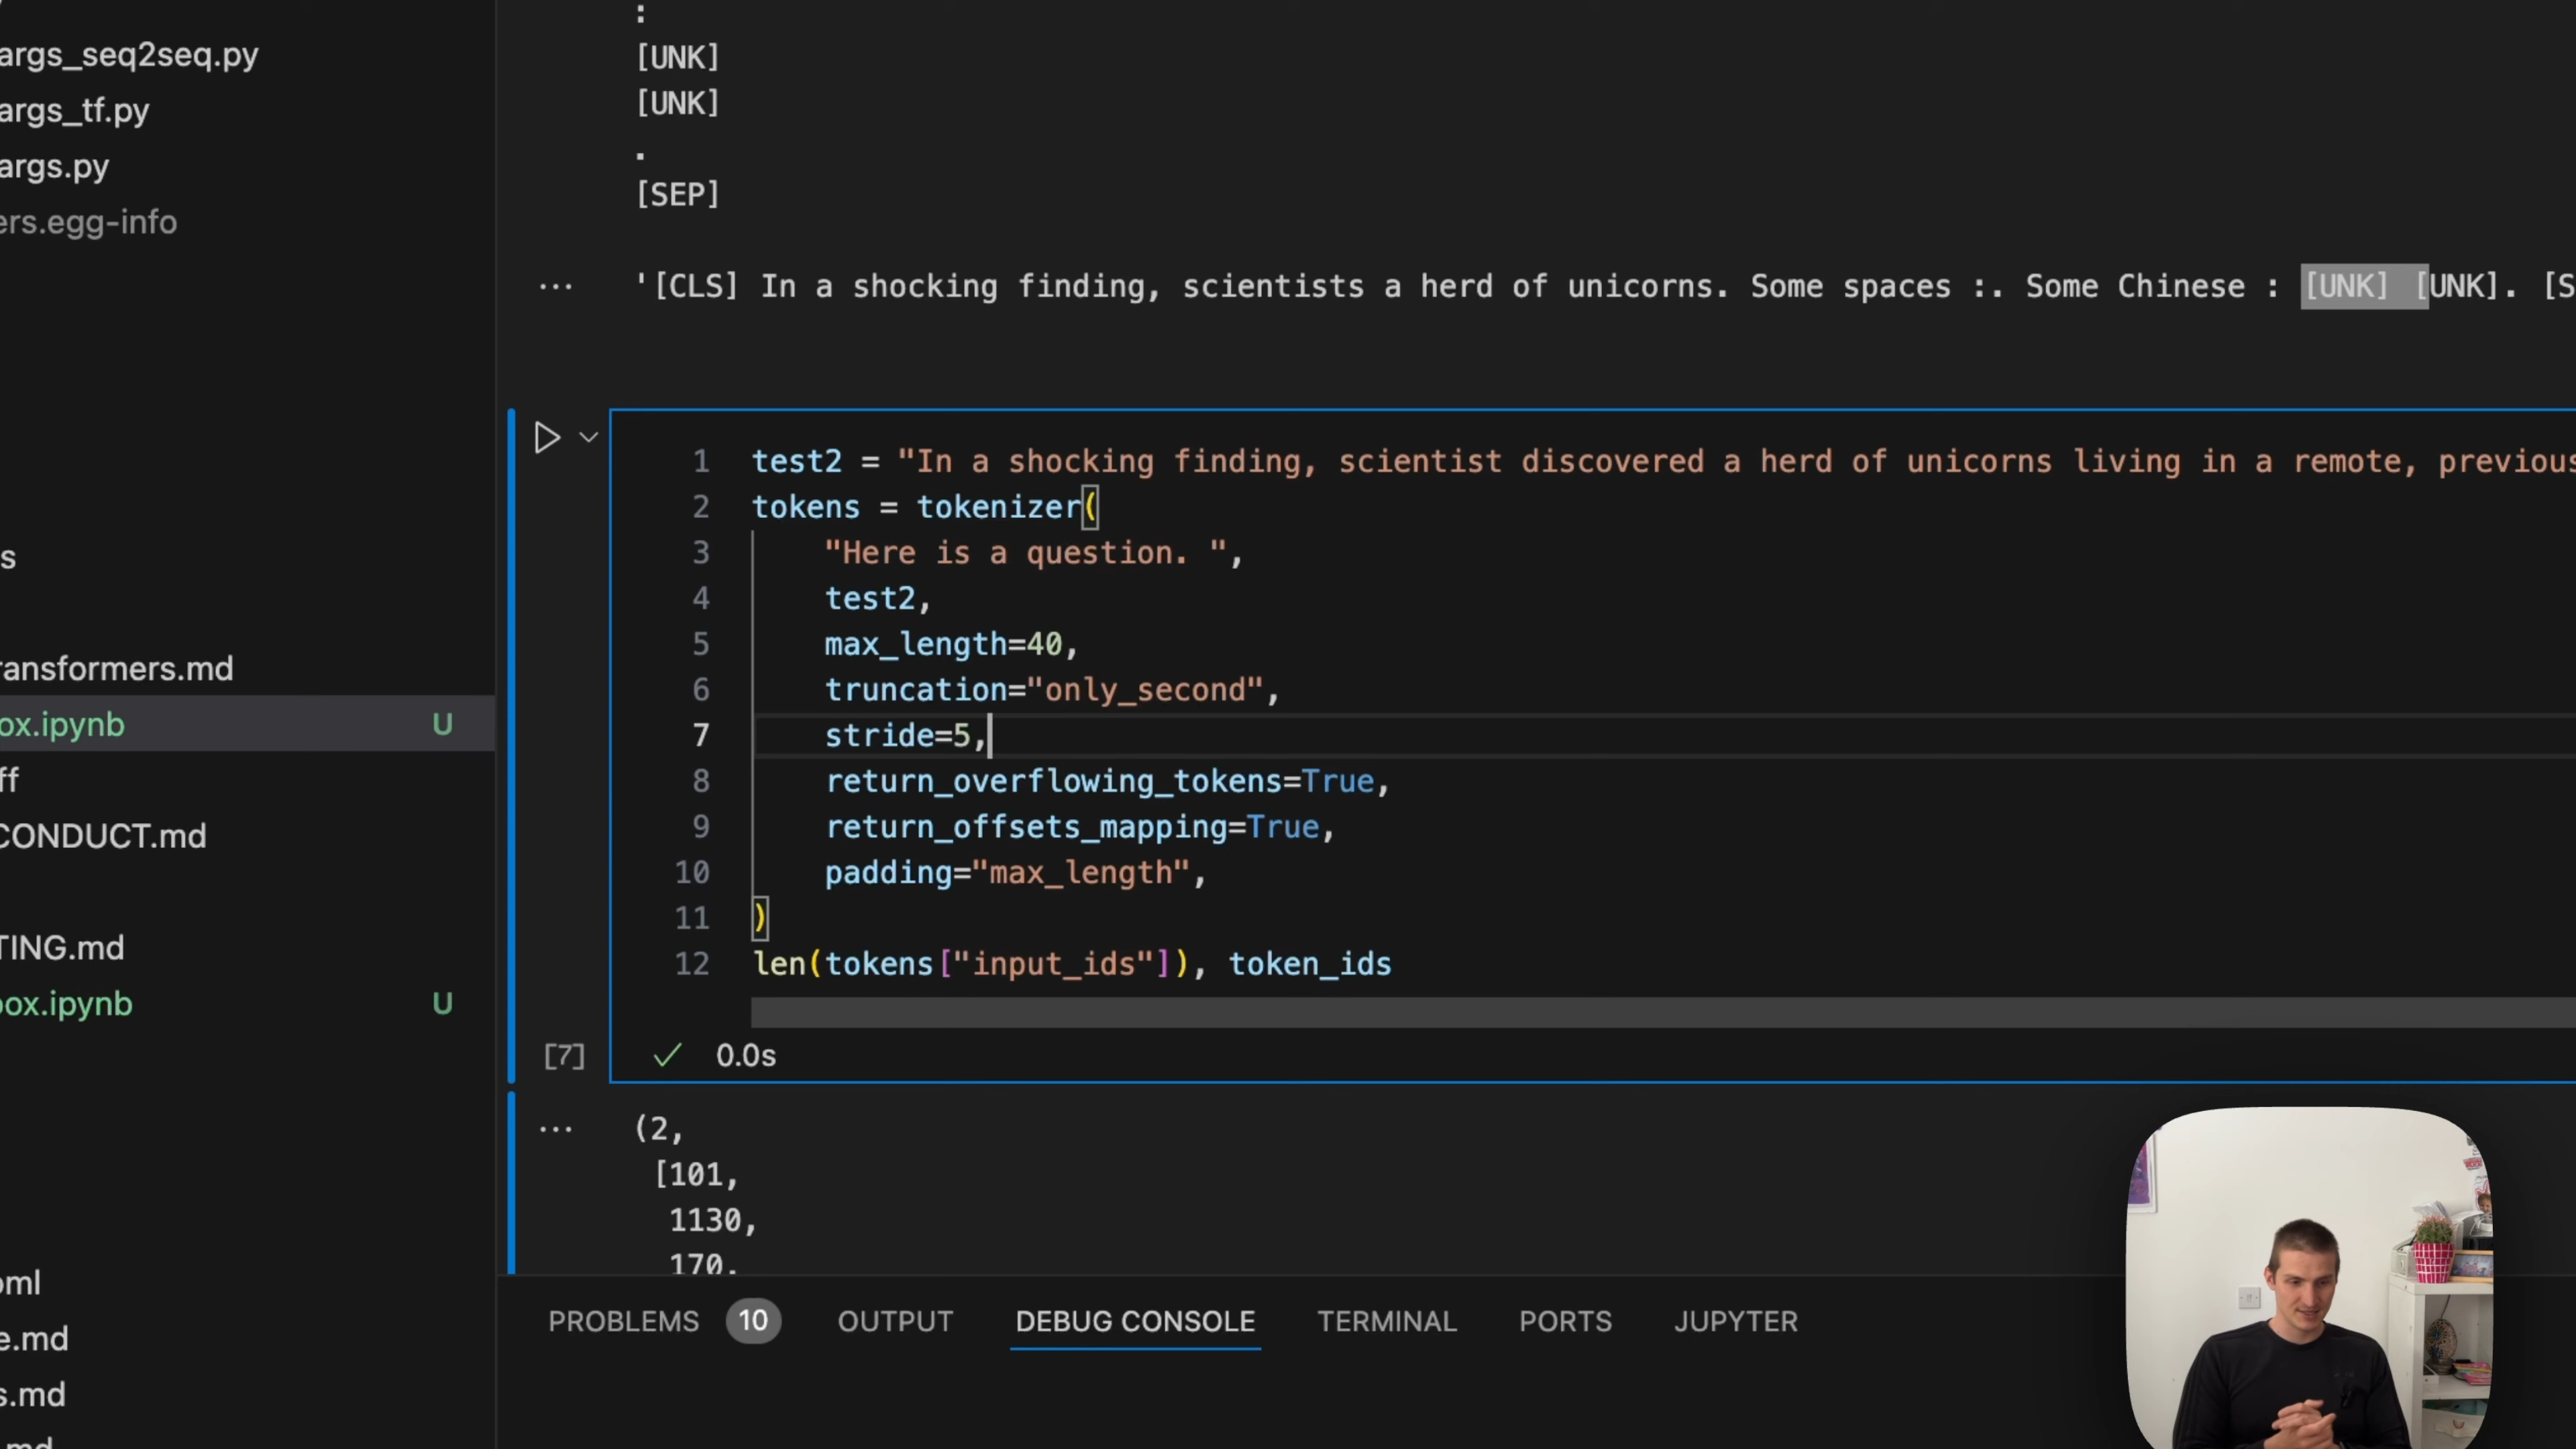 args_seq2seq.py
args_tf.py
args.py
ers.egg-info
s
ransformers.md
ox.ipynb U
ff
CONDUCT.md
TING.md
box.ipynb U
oml
e.md
s.md
:
[UNK]
[UNK]
.
[SEP]
... '[CLS] In a shocking finding, scientists a herd of unicorns. Some spaces :. Some Chinese : [UNK] [UNK]. [S
1 test2 = "In a shocking finding, scientist discovered a herd of unicorns living in a remote, previous
2 tokens = tokenizer(
3 "Here is a question. ",
4 test2,
5 max_length=40,
6 truncation="only_second",
7 stride=5,
8 return_overflowing_tokens=True,
9 return_offsets_mapping=True,
10 padding="max_length",
11 )
12 len(tokens["input_ids"]), token_ids
[7] 0.0s
... (2,
[101,
1130,
170,
PROBLEMS 10 OUTPUT DEBUG CONSOLE TERMINAL PORTS JUPYTER